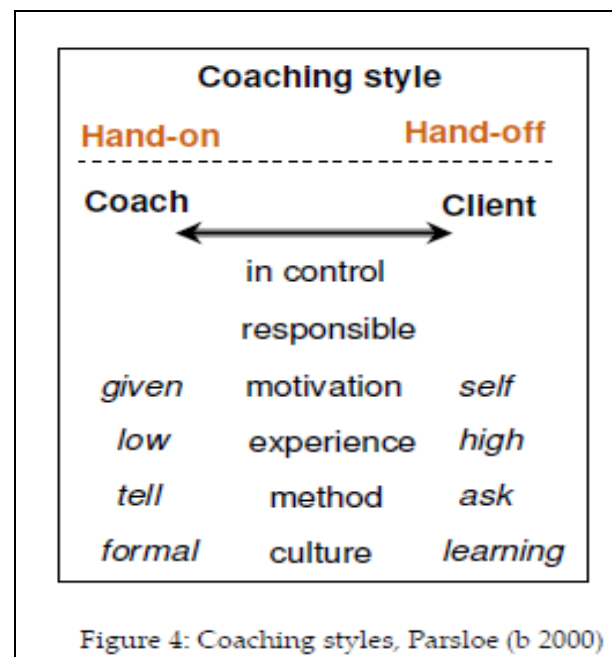 Coaching style
Hand-on Hand-off
Coach Client
in control
responsible
given motivation self
low experience high
tell method ask
formal culture learning
Figure 4: Coaching styles, Parsloe (b 2000)